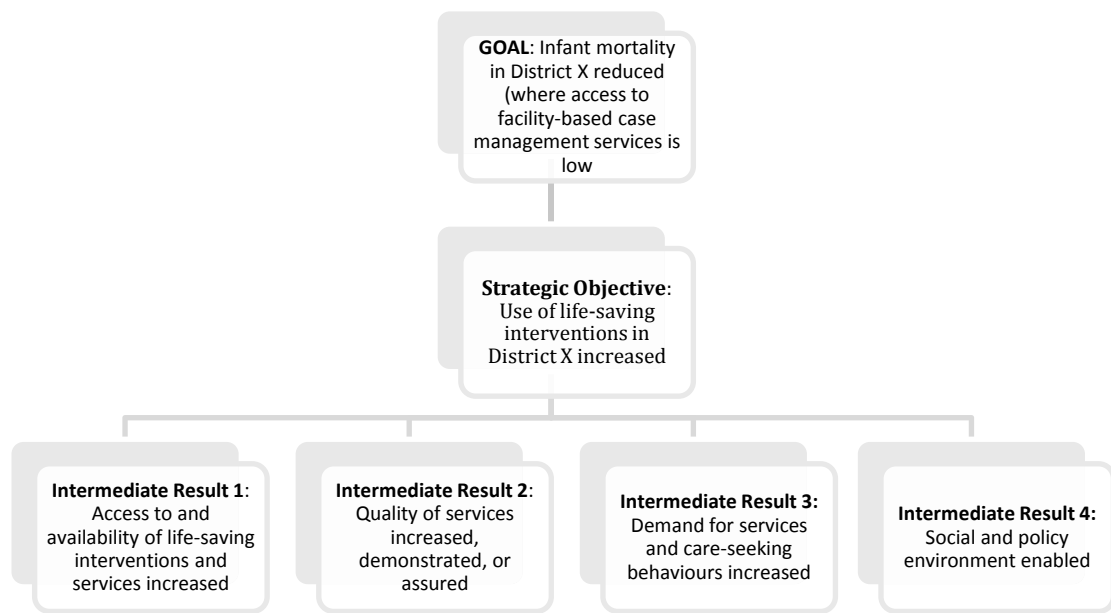 GOAL: Infant mortality
in District X reduced
(where access to
facility-based case
management services is
low
Strategic Objective:
Use of life-saving
interventions in
District X increased
Intermediate Result 1:
Access to and
availability of life-saving
interventions and
services increased
Intermediate Result 2:
Quality of services
increased,
demonstrated, or
assured
Intermediate Result 3:
Demand for services
and care-seeking
behaviours increased
Intermediate Result 4:
Social and policy
environment enabled